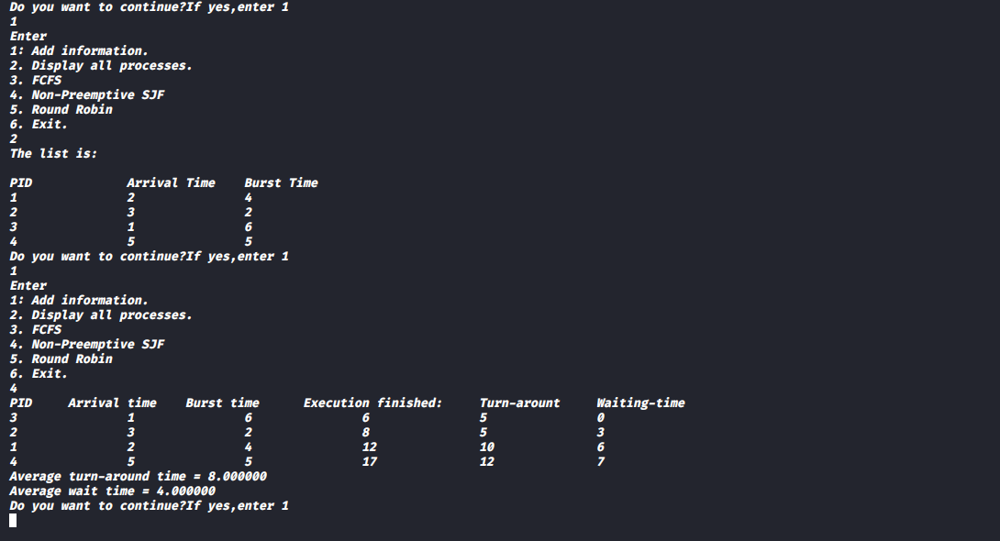 Do you want to continue?If yes,enter 1
1
Enter
1: Add information.
2. Display all processes.
3. FCFS
4. Non-Preemptive SJF
5. Round Robin
6. Exit.
2
The list is:
PID Arrival Time Burst Time
1 2 4
2 3 2
3 1 6
4 5 5
Do you want to continue?If yes,enter 1
1
Enter
1: Add information.
2. Display all processes.
3. FCFS
4. Non-Preemptive SJF
5. Round Robin
6. Exit.
4
PID Arrival time Burst time Execution finished: Turn-arount Waiting-time
3 1 6 6 5 0
2 3 2 8 5 3
1 2 4 12 10 6
4 5 5 17 12 7
Average turn-around time = 8.000000
Average wait time = 4.000000
Do you want to continue?If yes,enter 1